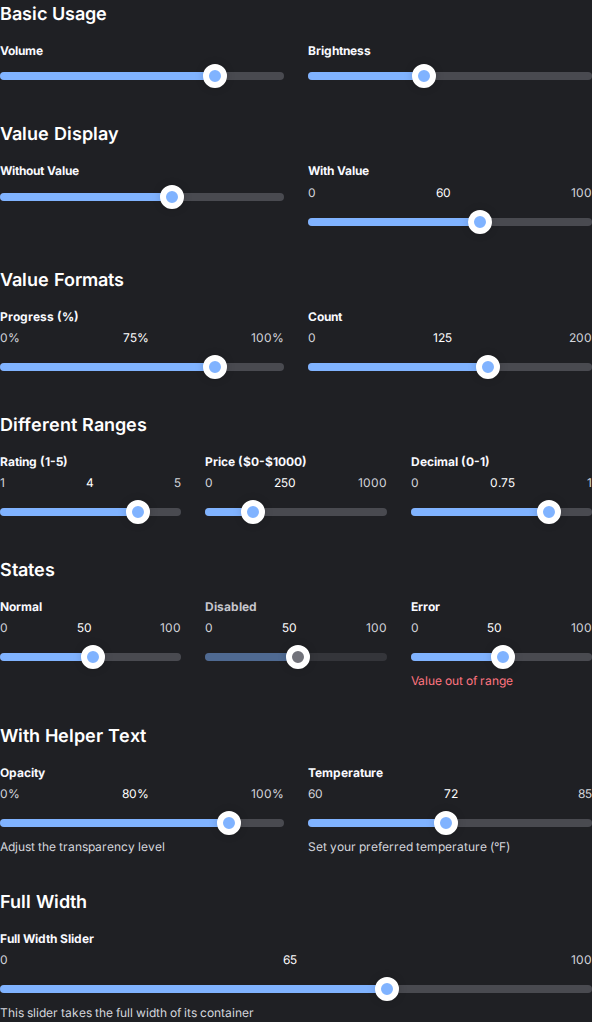 Basic Usage
Volume Brightness
Value Display
Without Value With Value
0 60 100
Value Formats
Progress (%) Count
0% 75% 100% 0 125 200
Different Ranges
Rating (1-5) Price ($0-$1000) Decimal (0-1)
1 4 5 0 250 1000 0 0.75 1
States
Normal Disabled Error
0 50 100 0 50 100 0 50 100
Value out of range
With Helper Text
Opacity Temperature
0% 80% 100% 60 72 85
Adjust the transparency level Set your preferred temperature (°F)
Full Width
Full Width Slider
0 65 100
This slider takes the full width of its container